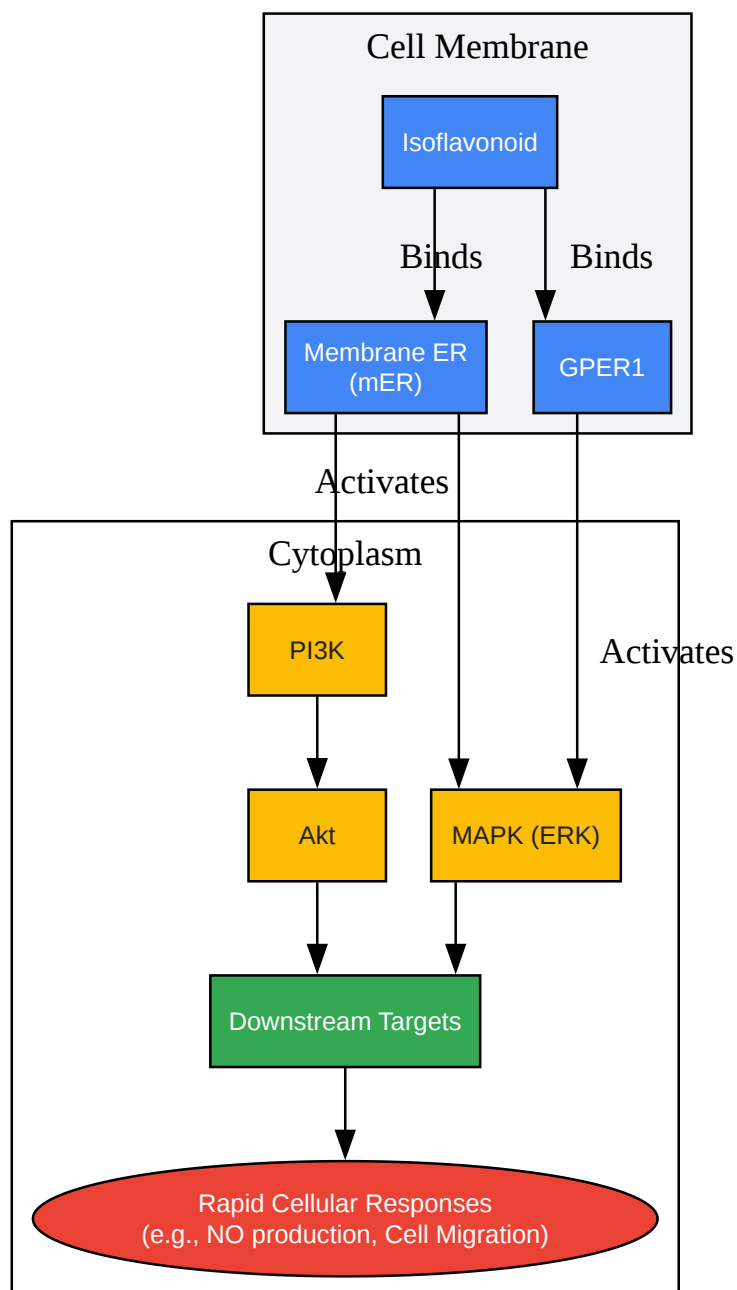 Cell Membrane
Isoflavonoid
Binds
Binds
Membrane ER
(mER)
GPER1
Activates
Cytoplasm
PI3K
Activates
Akt
MAPK (ERK)
Downstream Targets
Rapid Cellular Responses
(e.g., NO production, Cell Migration)